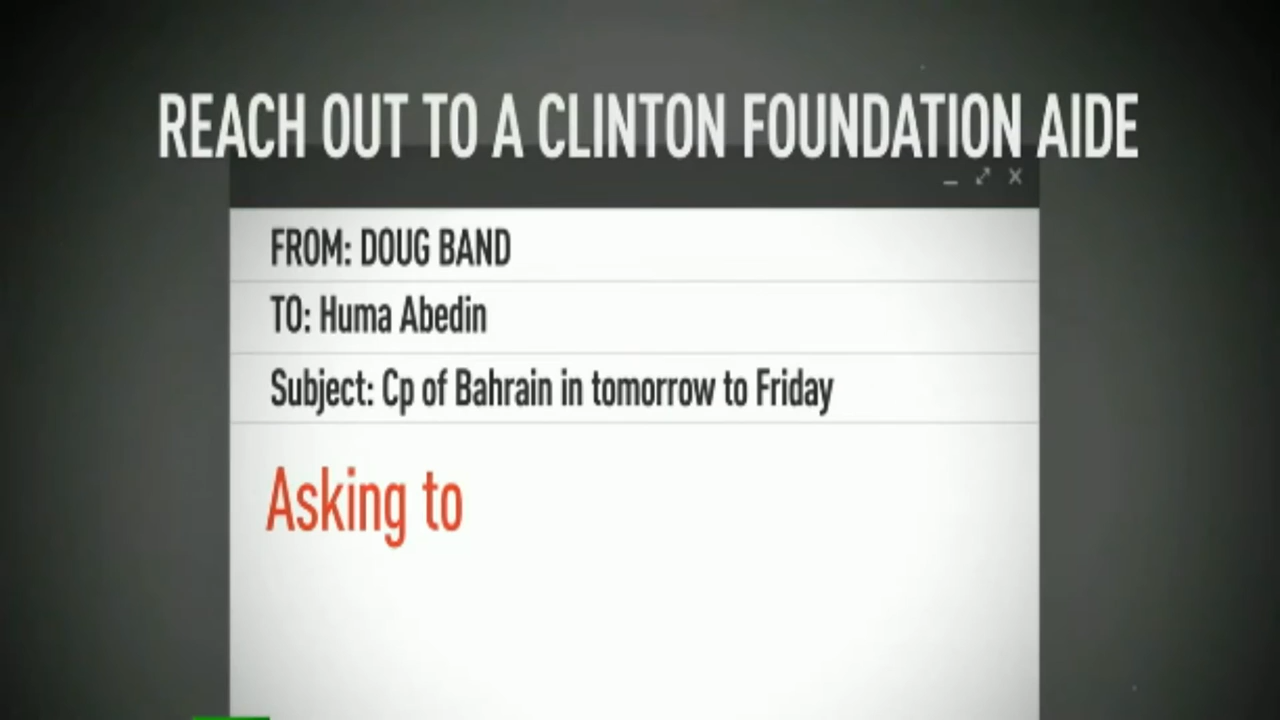 REACH OUT TO A CLINTON FOUNDATION AIDE
FROM: DOUG BAND
TO: Huma Abedin
Subject: Cp of Bahrain in tomorrow to Friday
Asking to